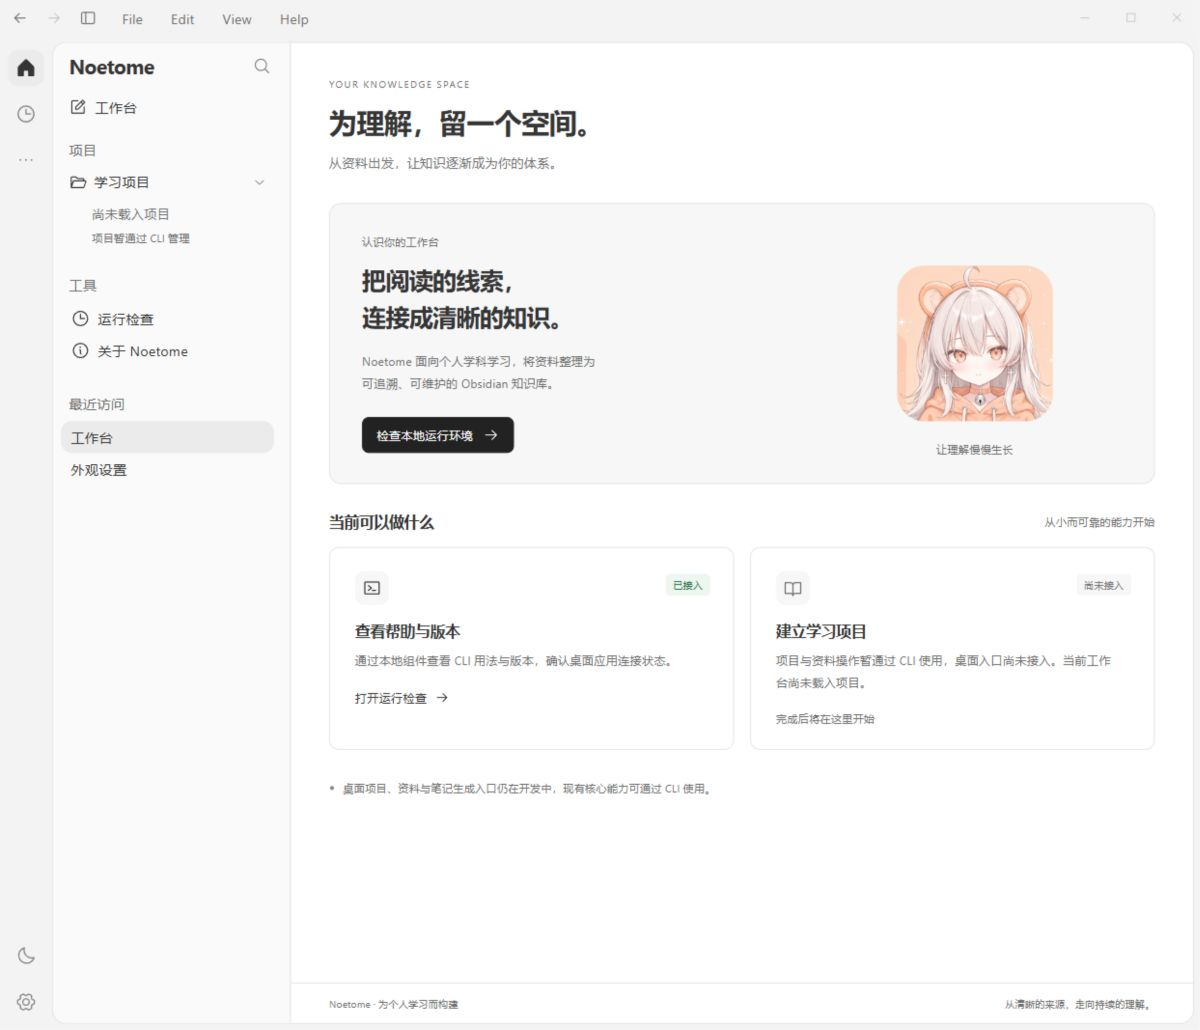 File Edit View Help
Noetome
工作台
项目
学习项目
尚未载入项目
项目暂通过 CLI 管理
工具
运行检查
关于 Noetome
最近访问
工作台
外观设置
YOUR KNOWLEDGE SPACE
为理解，留一个空间。
从资料出发，让知识逐渐成为你的体系。
认识你的工作台
把阅读的线索，
连接成清晰的知识。
Noetome 面向个人学科学习，将资料整理为
可追溯、可维护的 Obsidian 知识库。
检查本地运行环境
让理解慢慢生长
当前可以做什么
从小而可靠的能力开始
已接入
查看帮助与版本
通过本地组件查看 CLI 用法与版本，确认桌面应用连接状态。
打开运行检查
尚未接入
建立学习项目
项目与资料操作暂通过 CLI 使用，桌面入口尚未接入。当前工作
台尚未载入项目。
完成后将在这里开始
桌面项目、资料与笔记生成入口仍在开发中，现有核心能力可通过 CLI 使用。
Noetome · 为个人学习而构建
从清晰的来源，走向持续的理解。